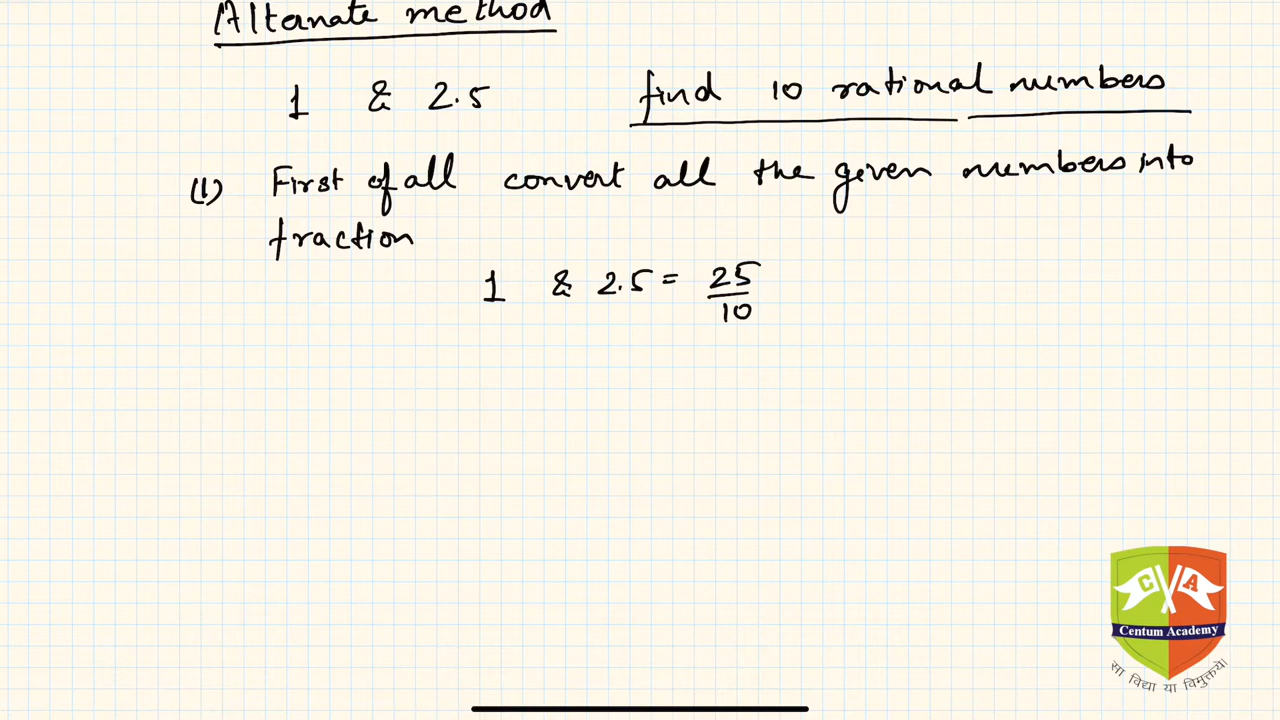 Alternate method
1 & 2.5 find 10 rational numbers
(1) First of all convert all the given numbers into
fraction
1 & 2.5 = 25/10
C A
Centum Academy
सा विद्या या विमुक्तये।